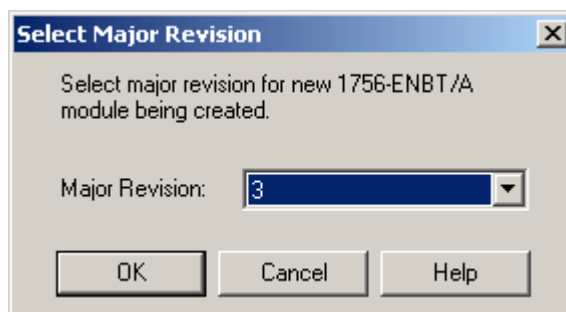 Select Major Revision
Select major revision for new 1756-ENBT/A
module being created.
Major Revision: 3
OK Cancel Help